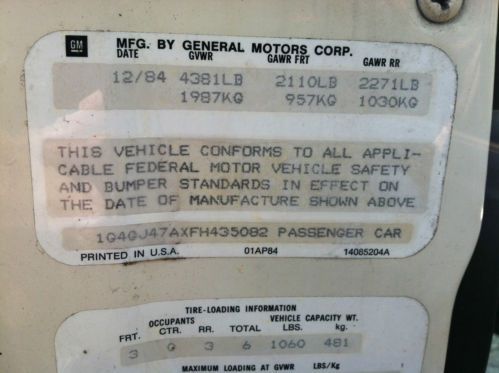 GM
MFG. BY GENERAL MOTORS CORP.
DATE GVWR GAWR FRT GAWR RR
12/84 4381LB 2110LB 2271LB
1987KG 957KG 1030KG
THIS VEHICLE CONFORMS TO ALL APPLI-
CABLE FEDERAL MOTOR VEHICLE SAFETY
AND BUMPER STANDARDS IN EFFECT ON
THE DATE OF MANUFACTURE SHOWN ABOVE
1G4GJ47AXFH435082 PASSENGER CAR
PRINTED IN U.S.A. 01AP84 14085204A
TIRE-LOADING INFORMATION
OCCUPANTS VEHICLE CAPACITY WT.
FRT. CTR. RR. TOTAL LBS. kg.
3 0 3 6 1060 481
MAXIMUM LOADING AT GVWR LBS/Kg